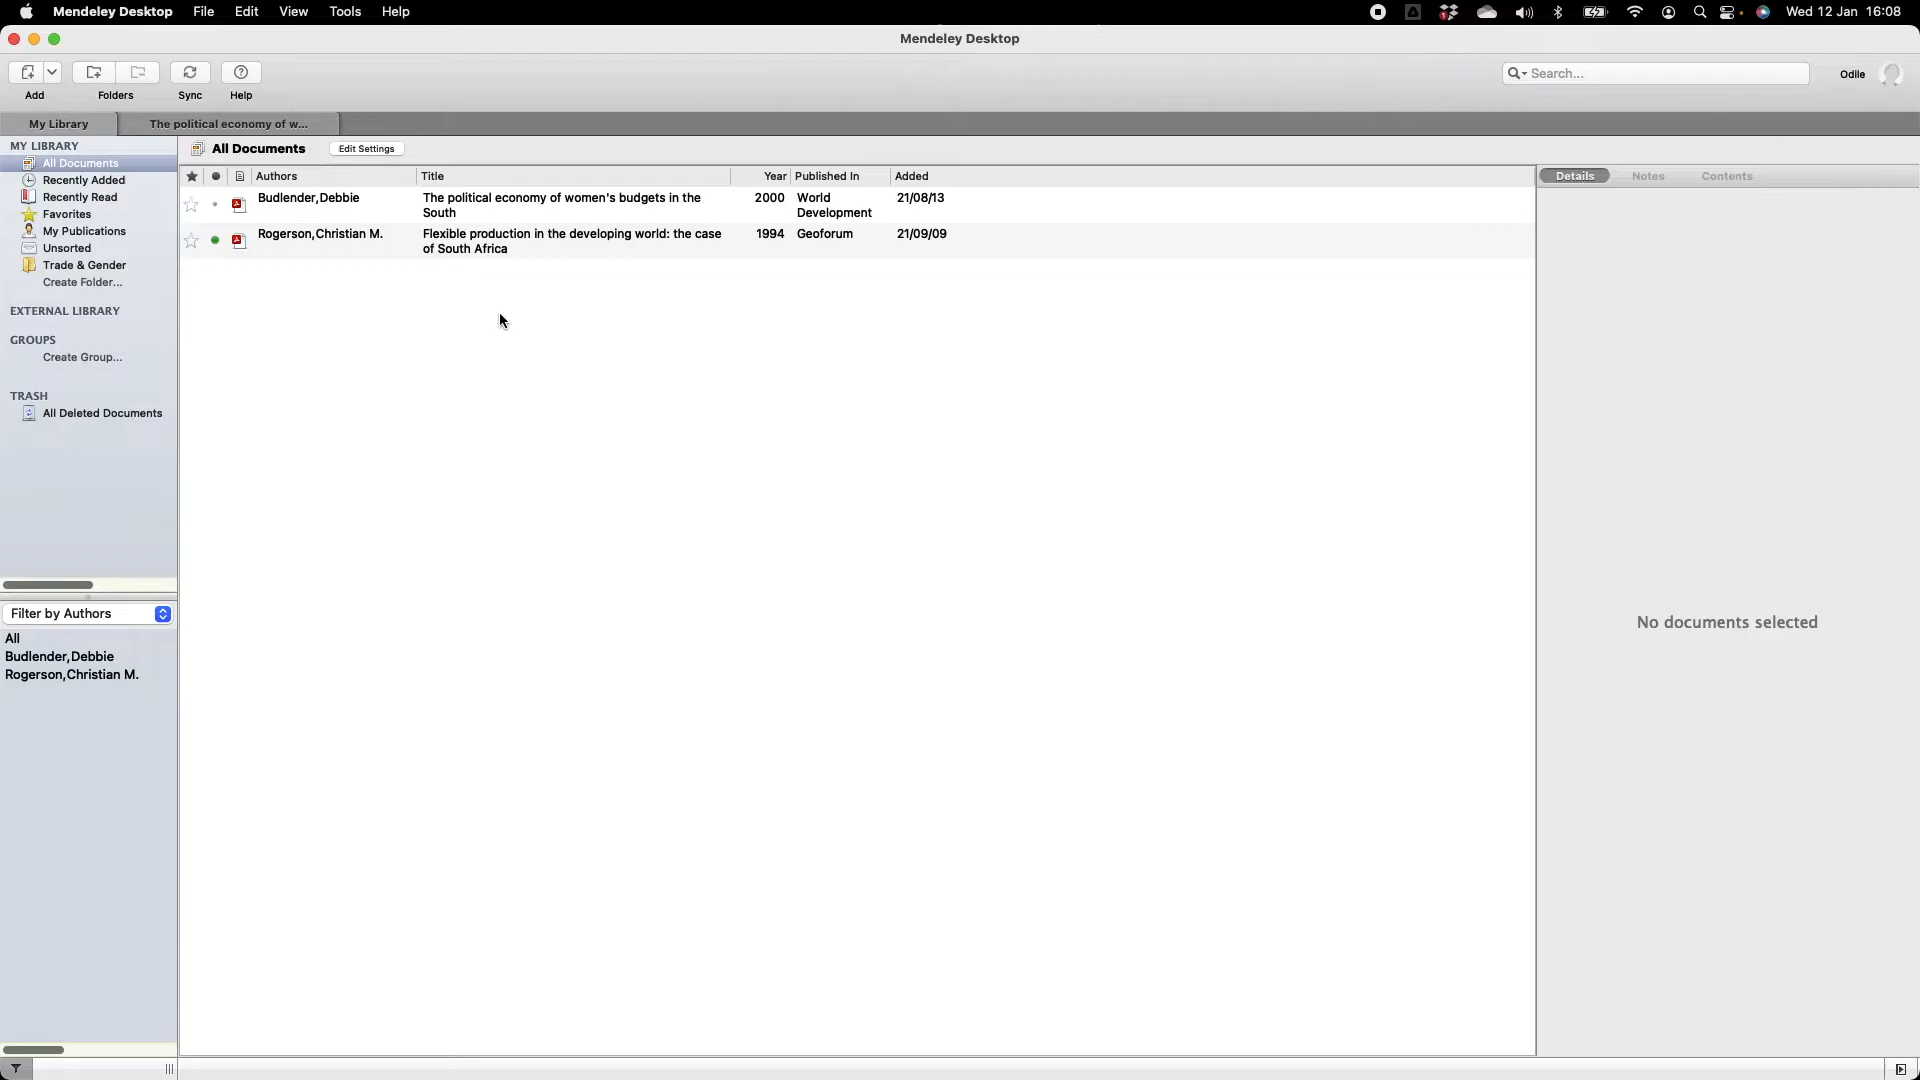 Mendeley Desktop File Edit View Tools Help Wed 12 Jan 16:08
Mendeley Desktop
Search... Odile
Add Folders Sync Help
My Library The political economy of w...
MY LIBRARY
All Documents
Recently Added
Recently Read
Favorites
My Publications
Unsorted
Trade & Gender
Create Folder...
EXTERNAL LIBRARY
GROUPS
Create Group...
TRASH
All Deleted Documents
Filter by Authors
All
Budlender,Debbie
Rogerson,Christian M.
All Documents Edit Settings
Authors Title Year Published In Added
Budlender,Debbie The political economy of women's budgets in the 2000 World 21/08/13
South Development
Rogerson,Christian M. Flexible production in the developing world: the case 1994 Geoforum 21/09/09
of South Africa
Details Notes Contents
No documents selected